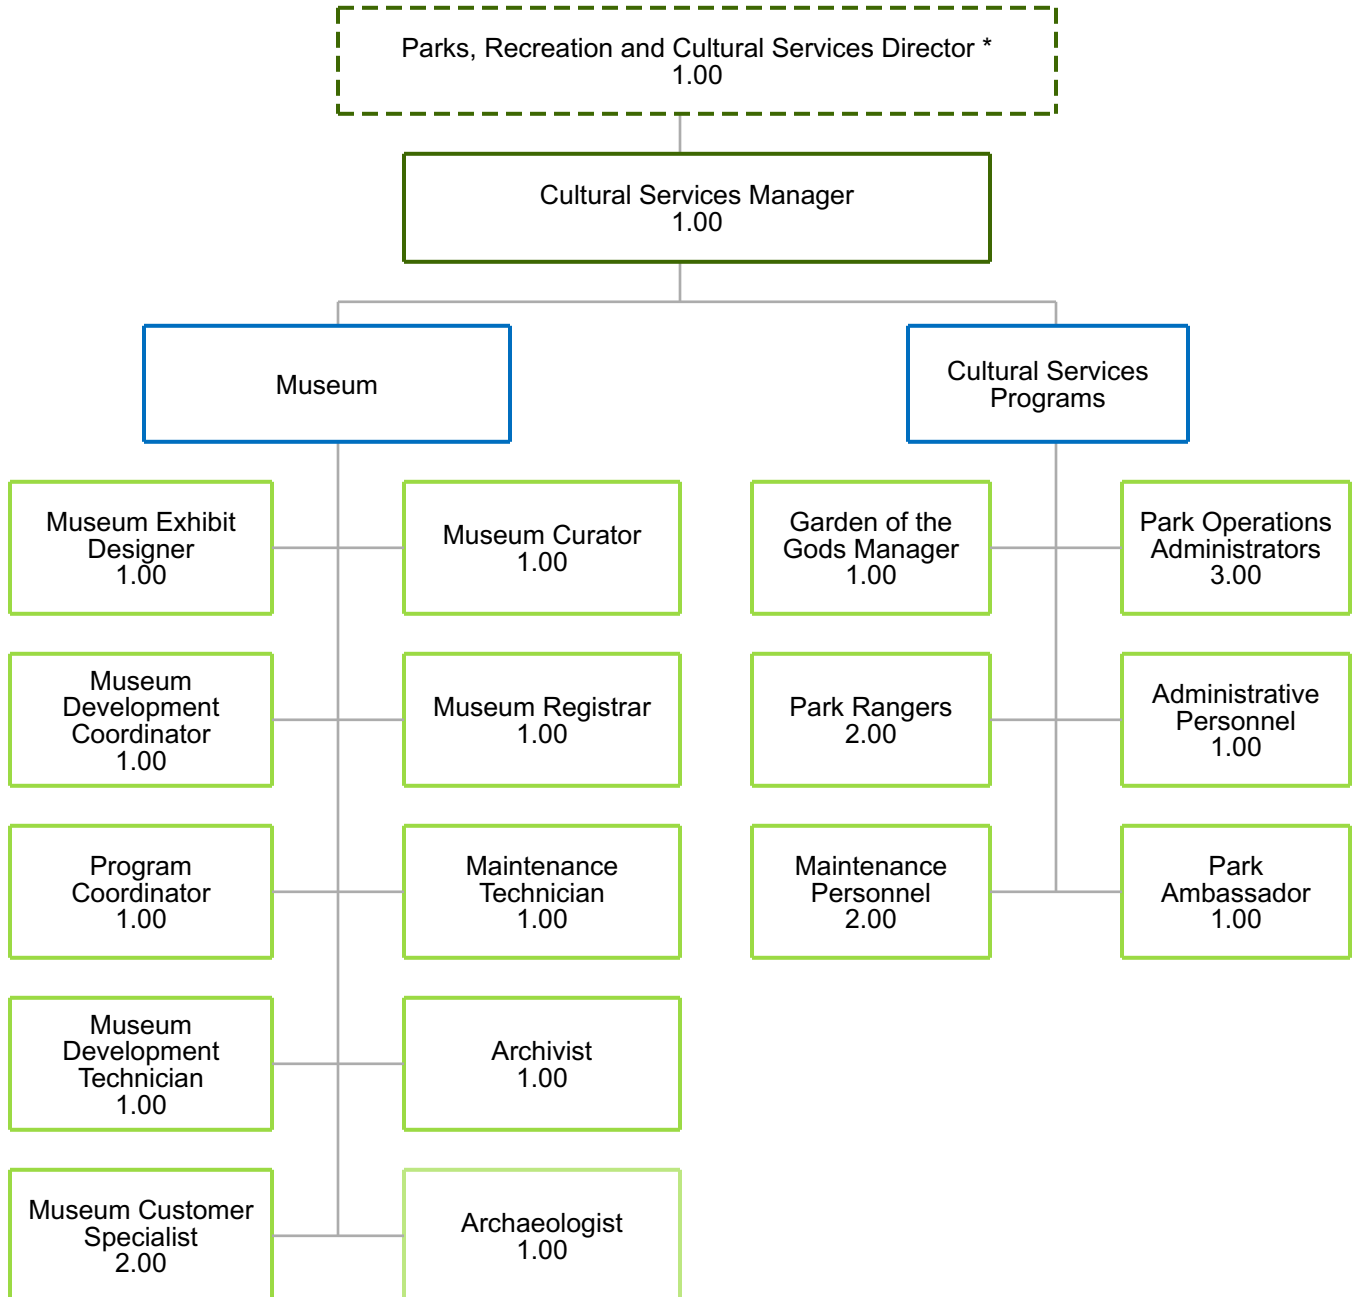 Parks, Recreation and Cultural Services Director *
1.00
Cultural Services Manager
1.00
Museum
Cultural Services
Programs
Museum Exhibit
Designer
1.00
Museum Curator
1.00
Garden of the
Gods Manager
1.00
Park Operations
Administrators
3.00
Museum
Development
Coordinator
1.00
Museum Registrar
1.00
Park Rangers
2.00
Administrative
Personnel
1.00
Program
Coordinator
1.00
Maintenance
Technician
1.00
Maintenance
Personnel
2.00
Park
Ambassador
1.00
Museum
Development
Technician
1.00
Archivist
1.00
Museum Customer
Specialist
2.00
Archaeologist
1.00